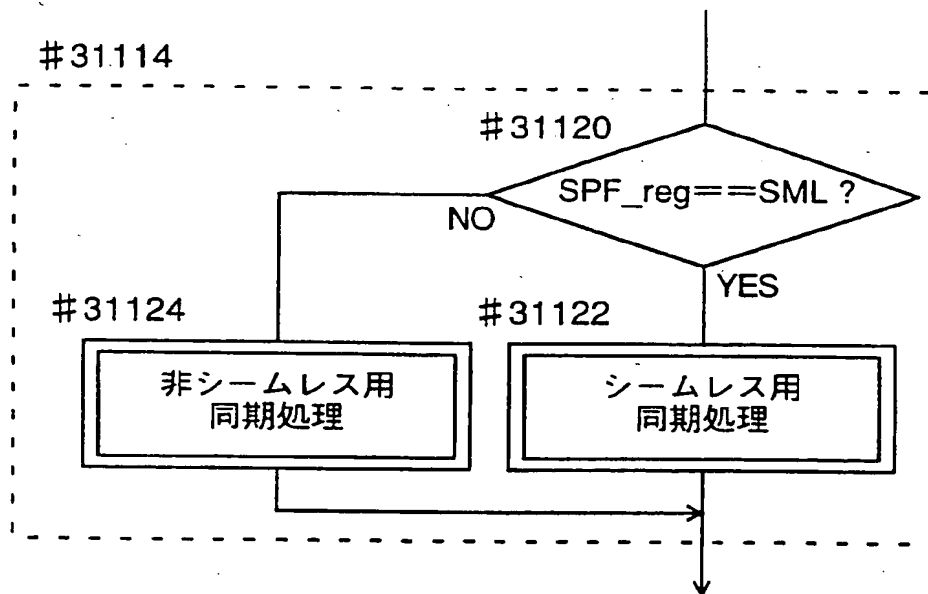 #31114
#31120
SPF_reg==SML ?
NO
YES
#31124
#31122
非シームレス用
同期処理
シームレス用
同期処理